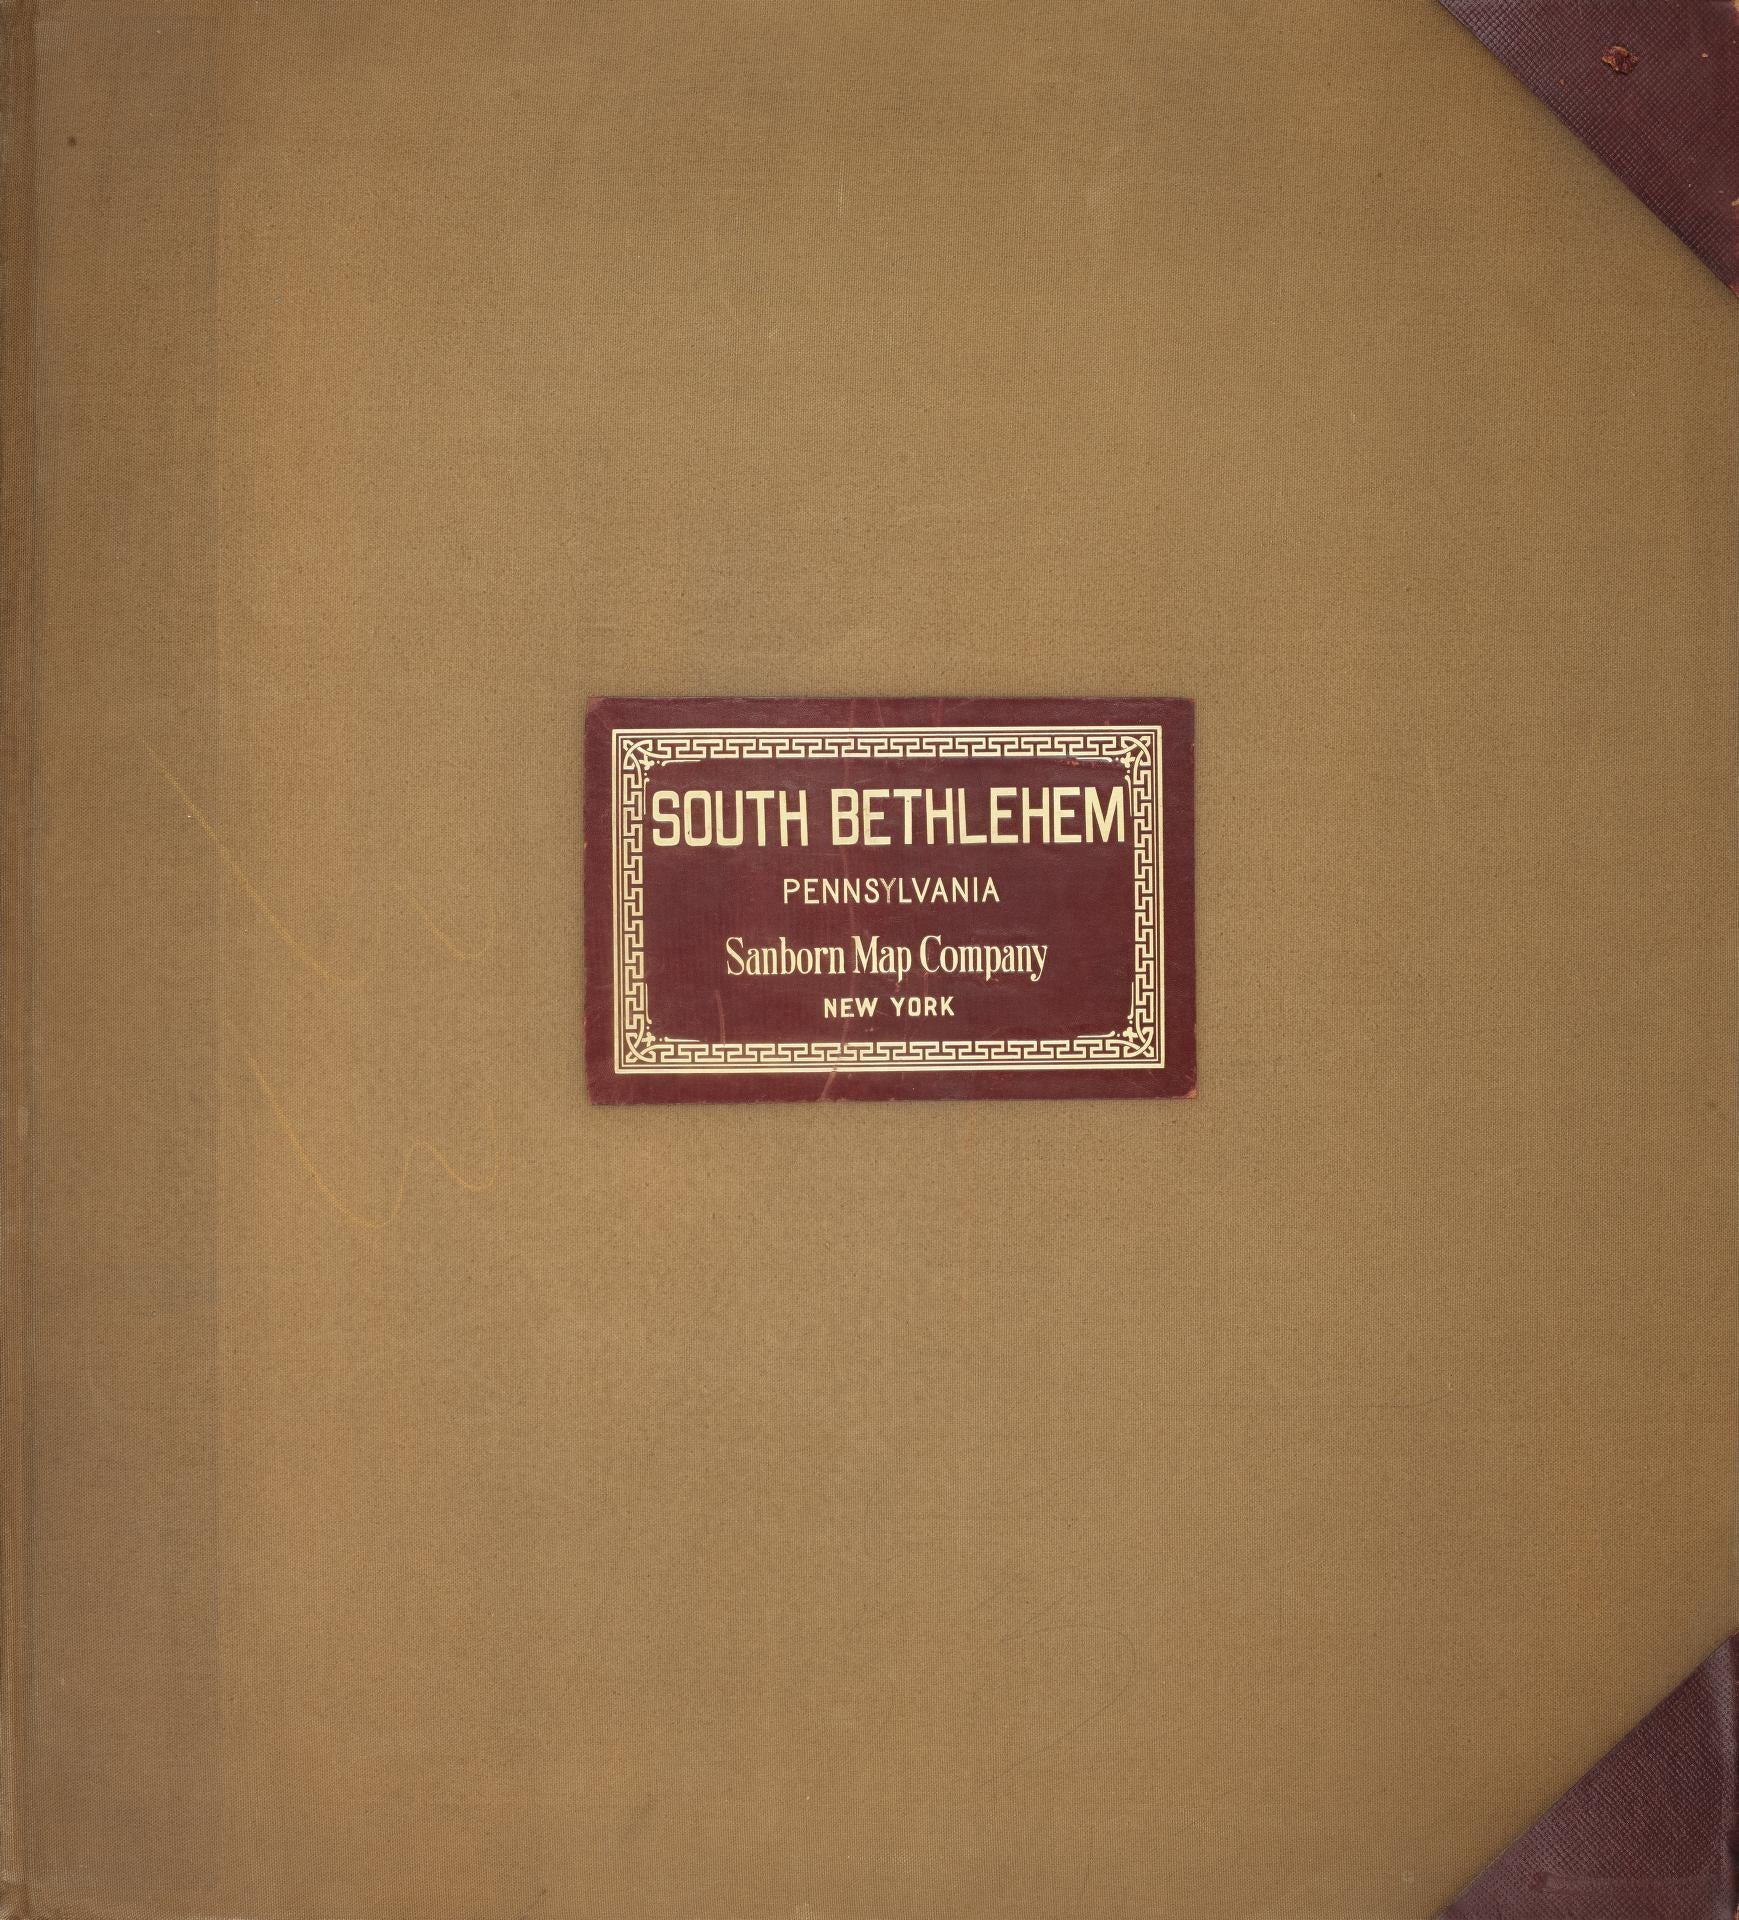 SOUTH BETHLEHEM
PENNSYLVANIA
Sanborn Map Company
NEW YORK